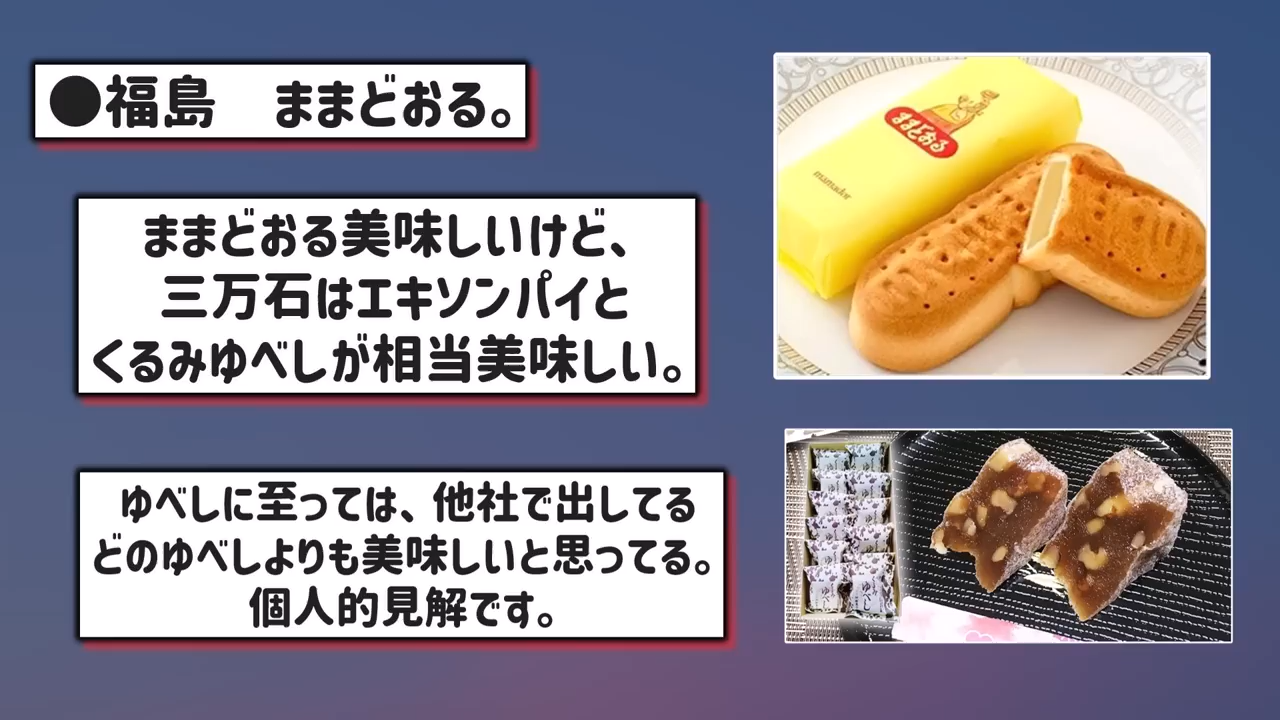 ●福島　ままどおる。
ままどおる美味しいけど、
三万石はエキソンパイと
くるみゆべしが相当美味しい。
ゆべしに至っては、他社で出してる
どのゆべしよりも美味しいと思ってる。
個人的見解です。
ままどおる
mamador